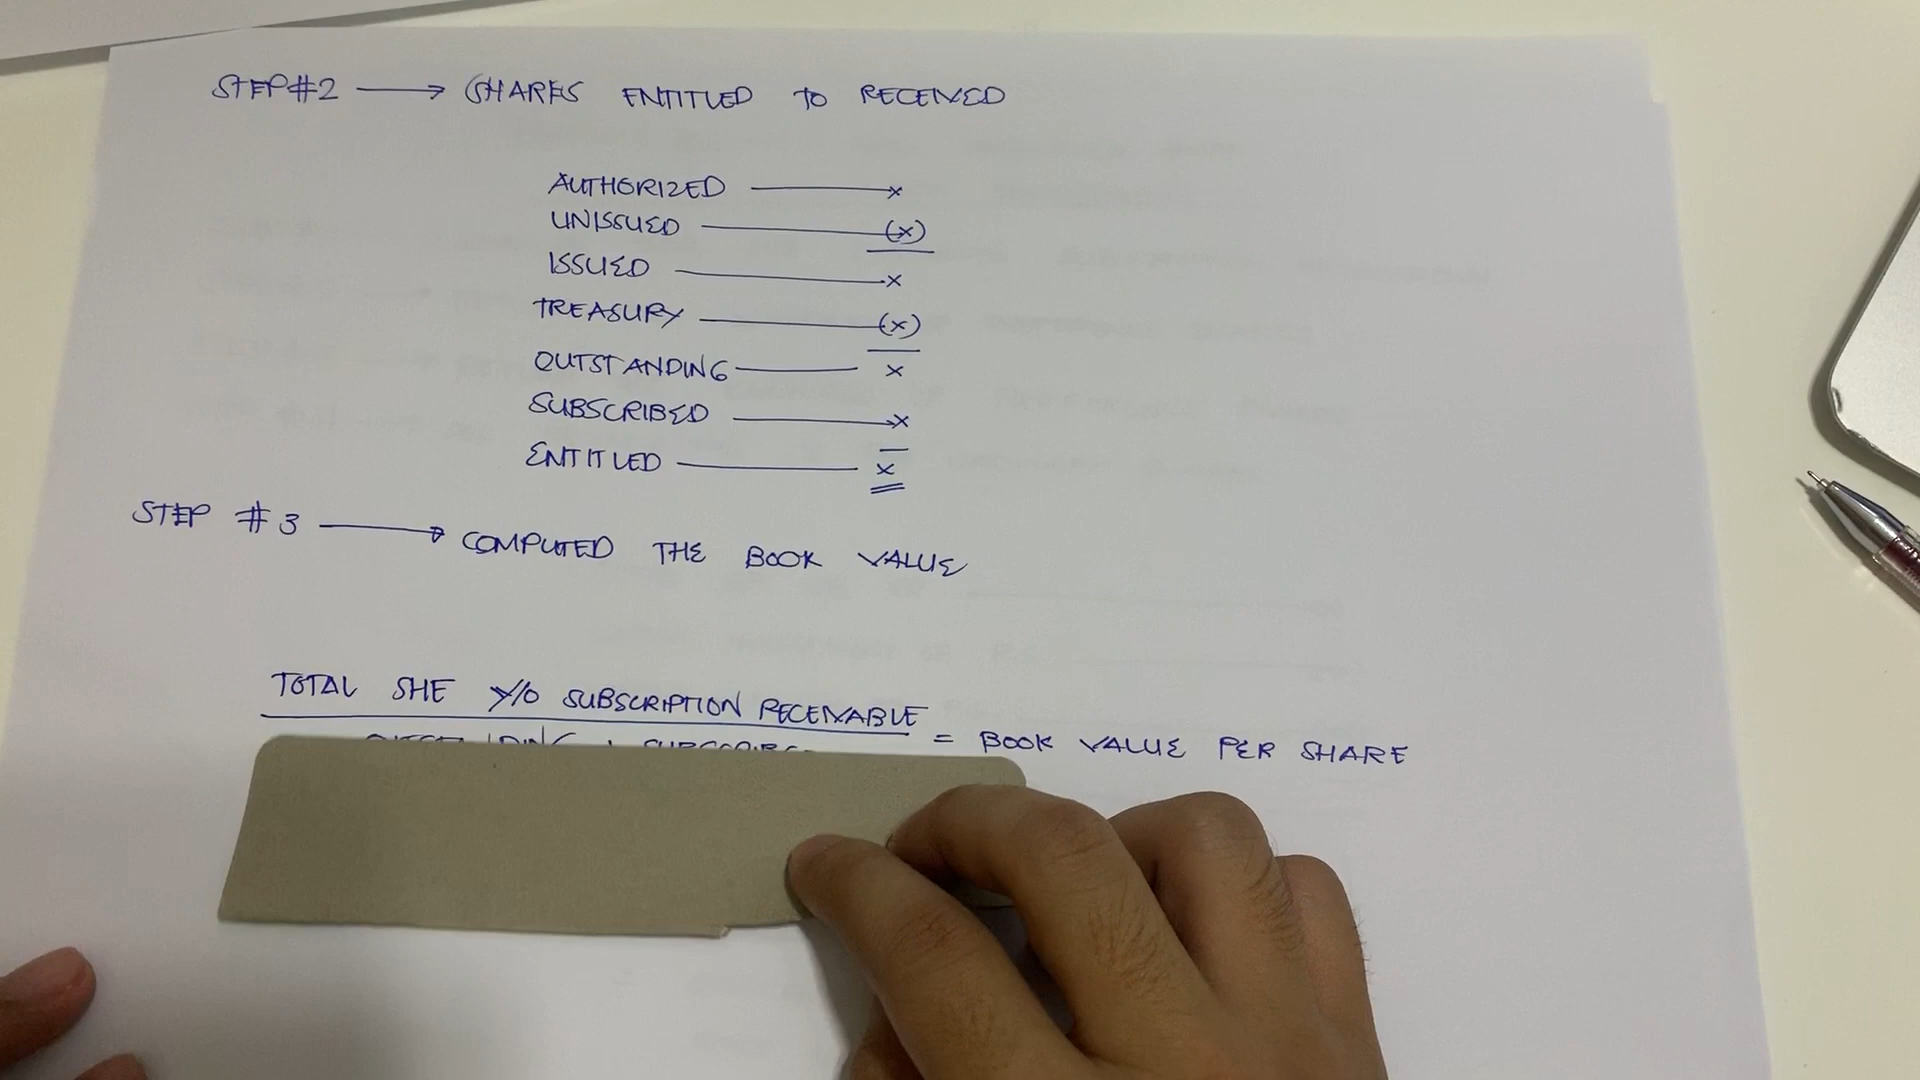 STEP #2 → SHARES ENTITLED TO RECEIVED
AUTHORIZED x
UNISSUED (x)
ISSUED x
TREASURY (x)
OUTSTANDING x
SUBSCRIBED x
ENTITLED x
STEP #3 → COMPUTED THE BOOK VALUE
TOTAL SHE Y/O SUBSCRIPTION RECEIVABLE
= BOOK VALUE PER SHARE